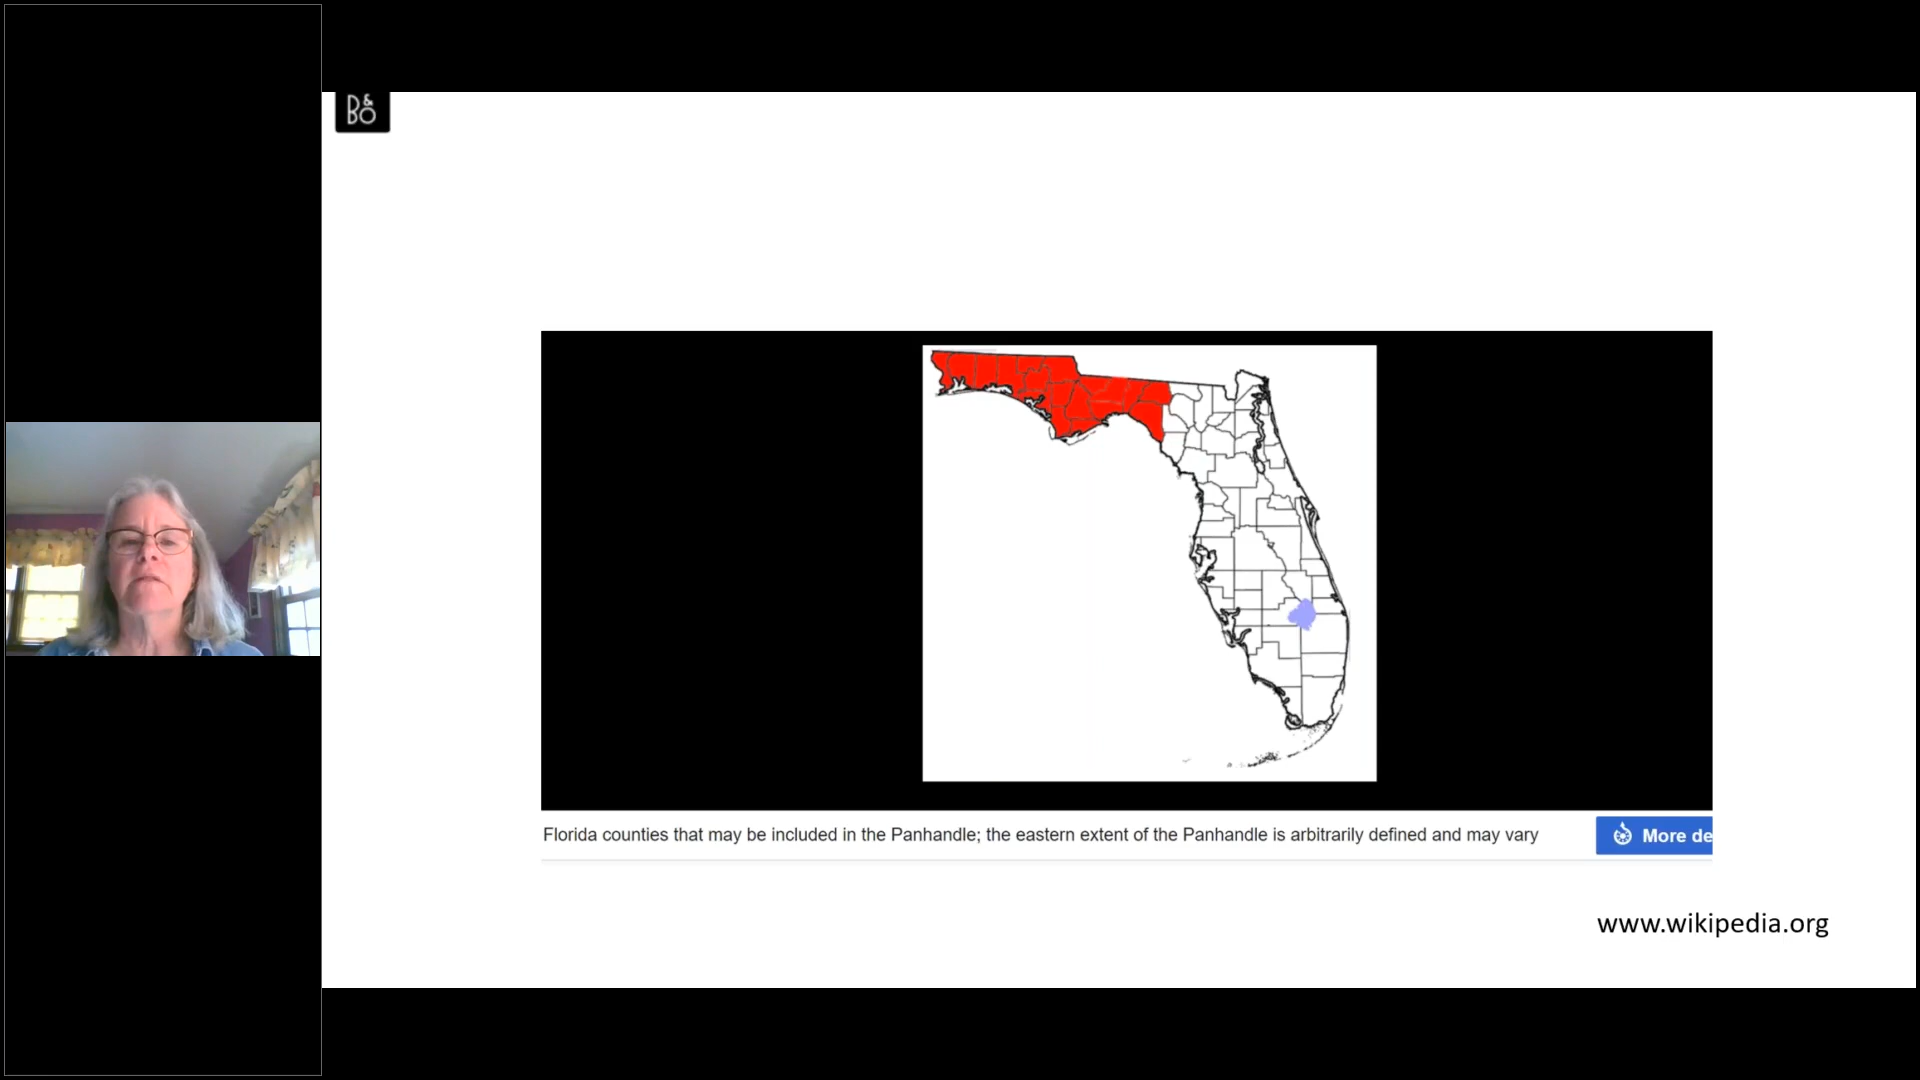 B&O
Florida counties that may be included in the Panhandle; the eastern extent of the Panhandle is arbitrarily defined and may vary
More de
www.wikipedia.org